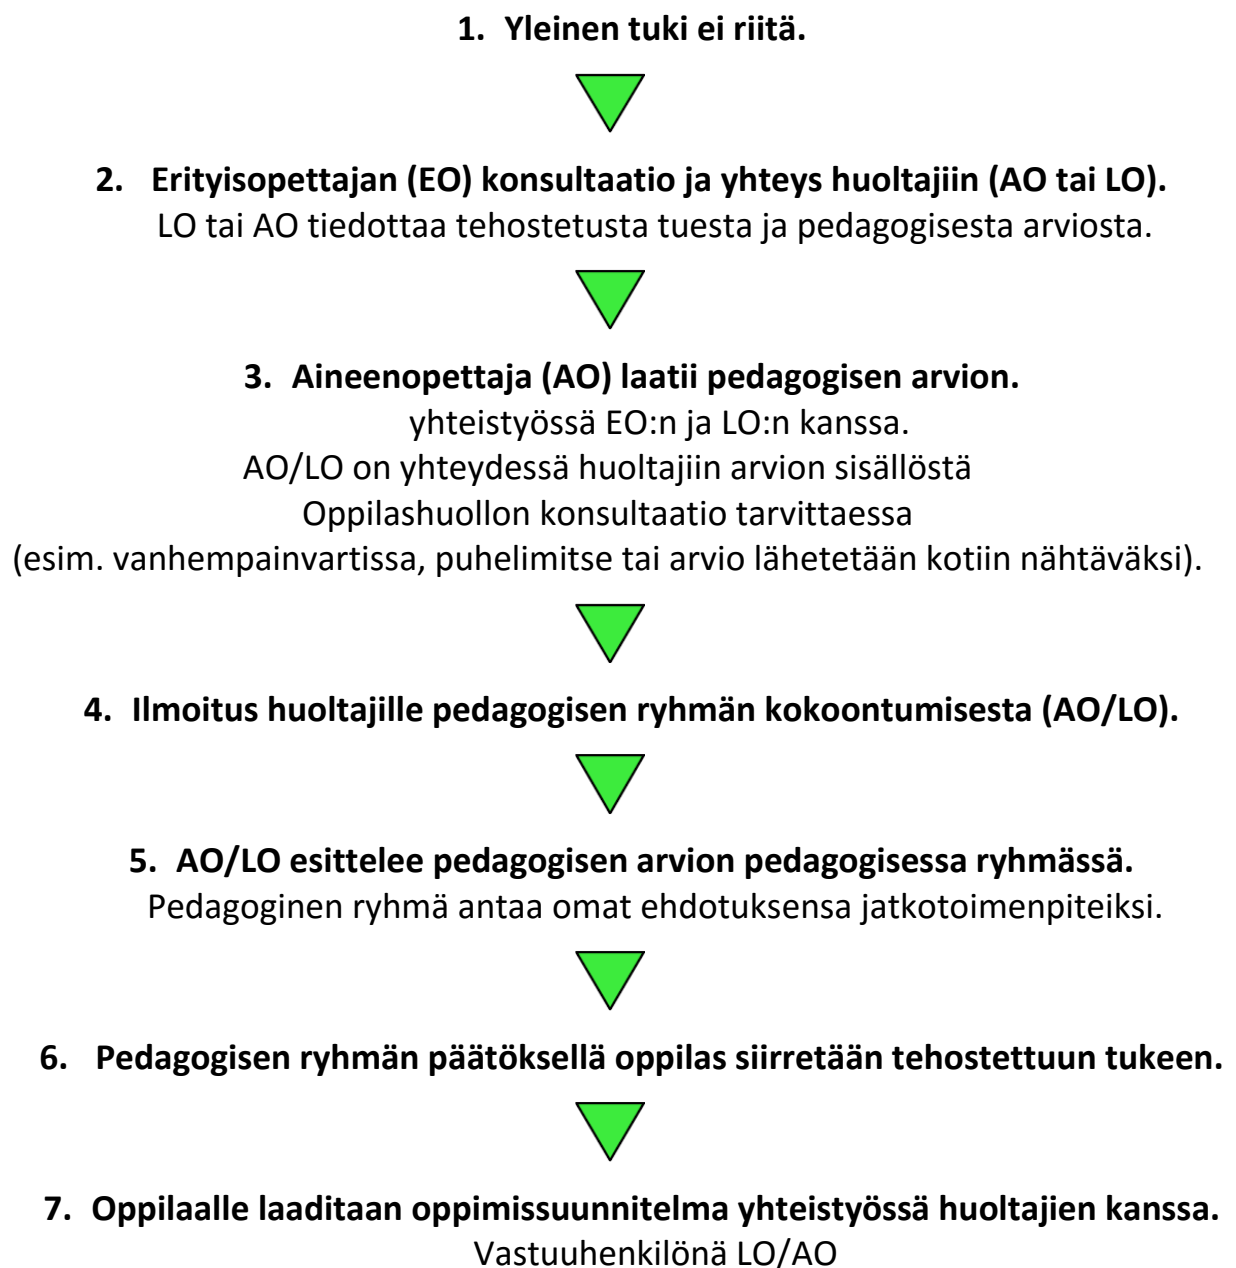 1. Yleinen tuki ei riitä.
2. Erityisopettajan (EO) konsultaatio ja yhteys huoltajiin (AO tai LO).
LO tai AO tiedottaa tehostetusta tuesta ja pedagogisesta arviosta.
3. Aineenopettaja (AO) laatii pedagogisen arvion.
yhteistyössä EO:n ja LO:n kanssa.
AO/LO on yhteydessä huoltajiin arvion sisällöstä
Oppilashuollon konsultaatio tarvittaessa
(esim. vanhempainvartissa, puhelimitse tai arvio lähetetään kotiin nähtäväksi).
4. Ilmoitus huoltajille pedagogisen ryhmän kokoontumisesta (AO/LO).
5. AO/LO esittelee pedagogisen arvion pedagogisessa ryhmässä.
Pedagoginen ryhmä antaa omat ehdotuksensa jatkotoimenpiteiksi.
6. Pedagogisen ryhmän päätöksellä oppilas siirretään tehostettuun tukeen.
7. Oppilaalle laaditaan oppimissuunnitelma yhteistyössä huoltajien kanssa.
Vastuuhenkilönä LO/AO